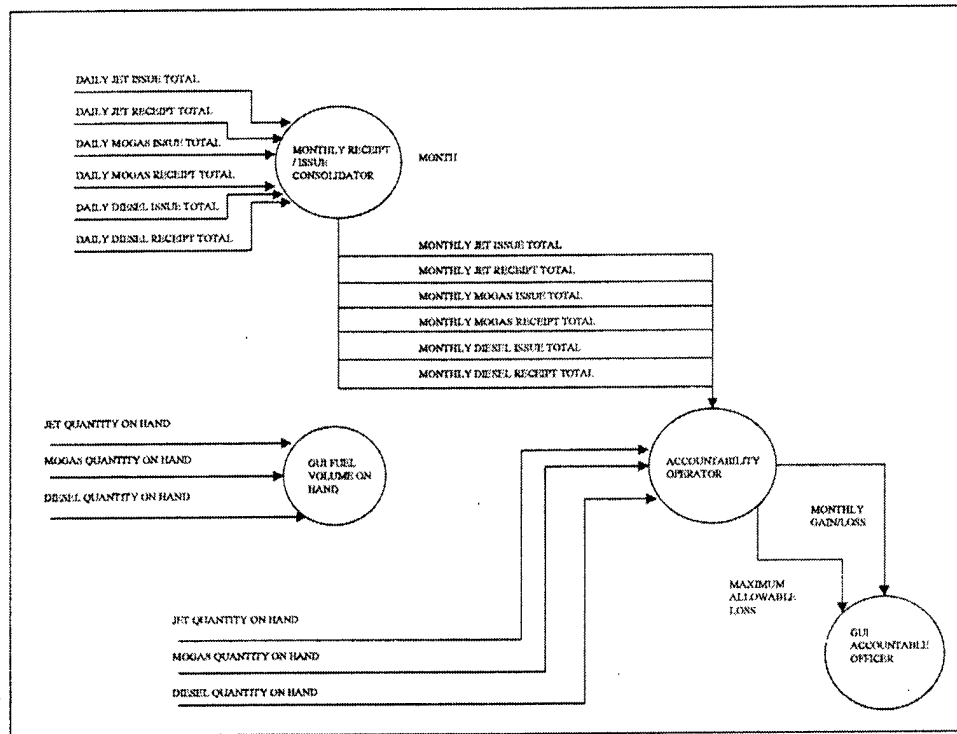 DAILY JET ISSUE TOTAL
DAILY JET RECEIPT TOTAL
DAILY MOGAS ISSUE TOTAL
DAILY MOGAS RECEIPT TOTAL
DAILY DIESEL ISSUE TOTAL
DAILY DIESEL RECEIPT TOTAL
MONTHLY RECEIPT
/ ISSUE
CONSOLIDATOR
MONTH
MONTHLY JET ISSUE TOTAL
MONTHLY JET RECEIPT TOTAL
MONTHLY MOGAS ISSUE TOTAL
MONTHLY MOGAS RECEIPT TOTAL
MONTHLY DIESEL ISSUE TOTAL
MONTHLY DIESEL RECEIPT TOTAL
JET QUANTITY ON HAND
MOGAS QUANTITY ON HAND
DIESEL QUANTITY ON HAND
GUI FUEL
VOLUME ON
HAND
ACCOUNTABILITY
OPERATOR
MONTHLY
GAIN/LOSS
MAXIMUM
ALLOWABLE
LOSS
JET QUANTITY ON HAND
MOGAS QUANTITY ON HAND
DIESEL QUANTITY ON HAND
GUI
ACCOUNTABLE
OFFICER